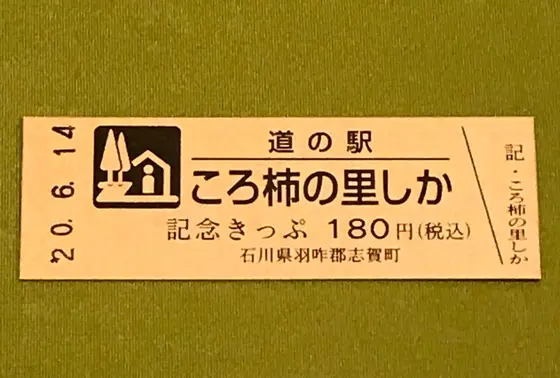 20.6.14
道の駅
ころ柿の里しか
記念きっぷ 180円(税込)
石川県羽咋郡志賀町
記・ころ柿の里しか